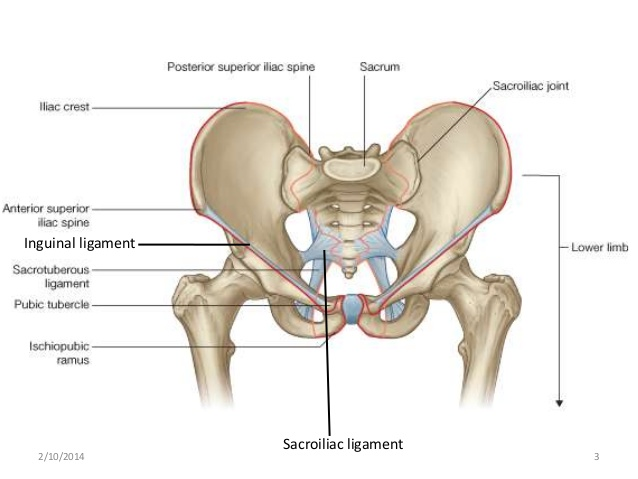 Posterior superior iliac spine
Sacrum
Sacroiliac joint
Iliac crest
Anterior superior
iliac spine
Inguinal ligament
Lower limb
Sacrotuberous
ligament
Pubic tubercle
Ischiopubic
ramus
Sacroiliac ligament
2/10/2014
3